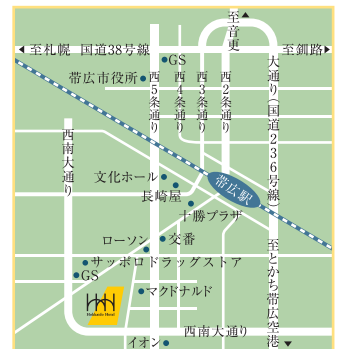 至音更
至札幌 国道38号線
至釧路
GS
帯広市役所
西5条通り
西4条通り
西3条通り
西2条通り
大通り(国道236号線)
西南大通り
文化ホール
長崎屋
帯広駅
十勝プラザ
ローソン
交番
サッポロドラッグストア
GS
至とかち帯広空港
マクドナルド
Hokkaido Hotel
西南大通り
イオン